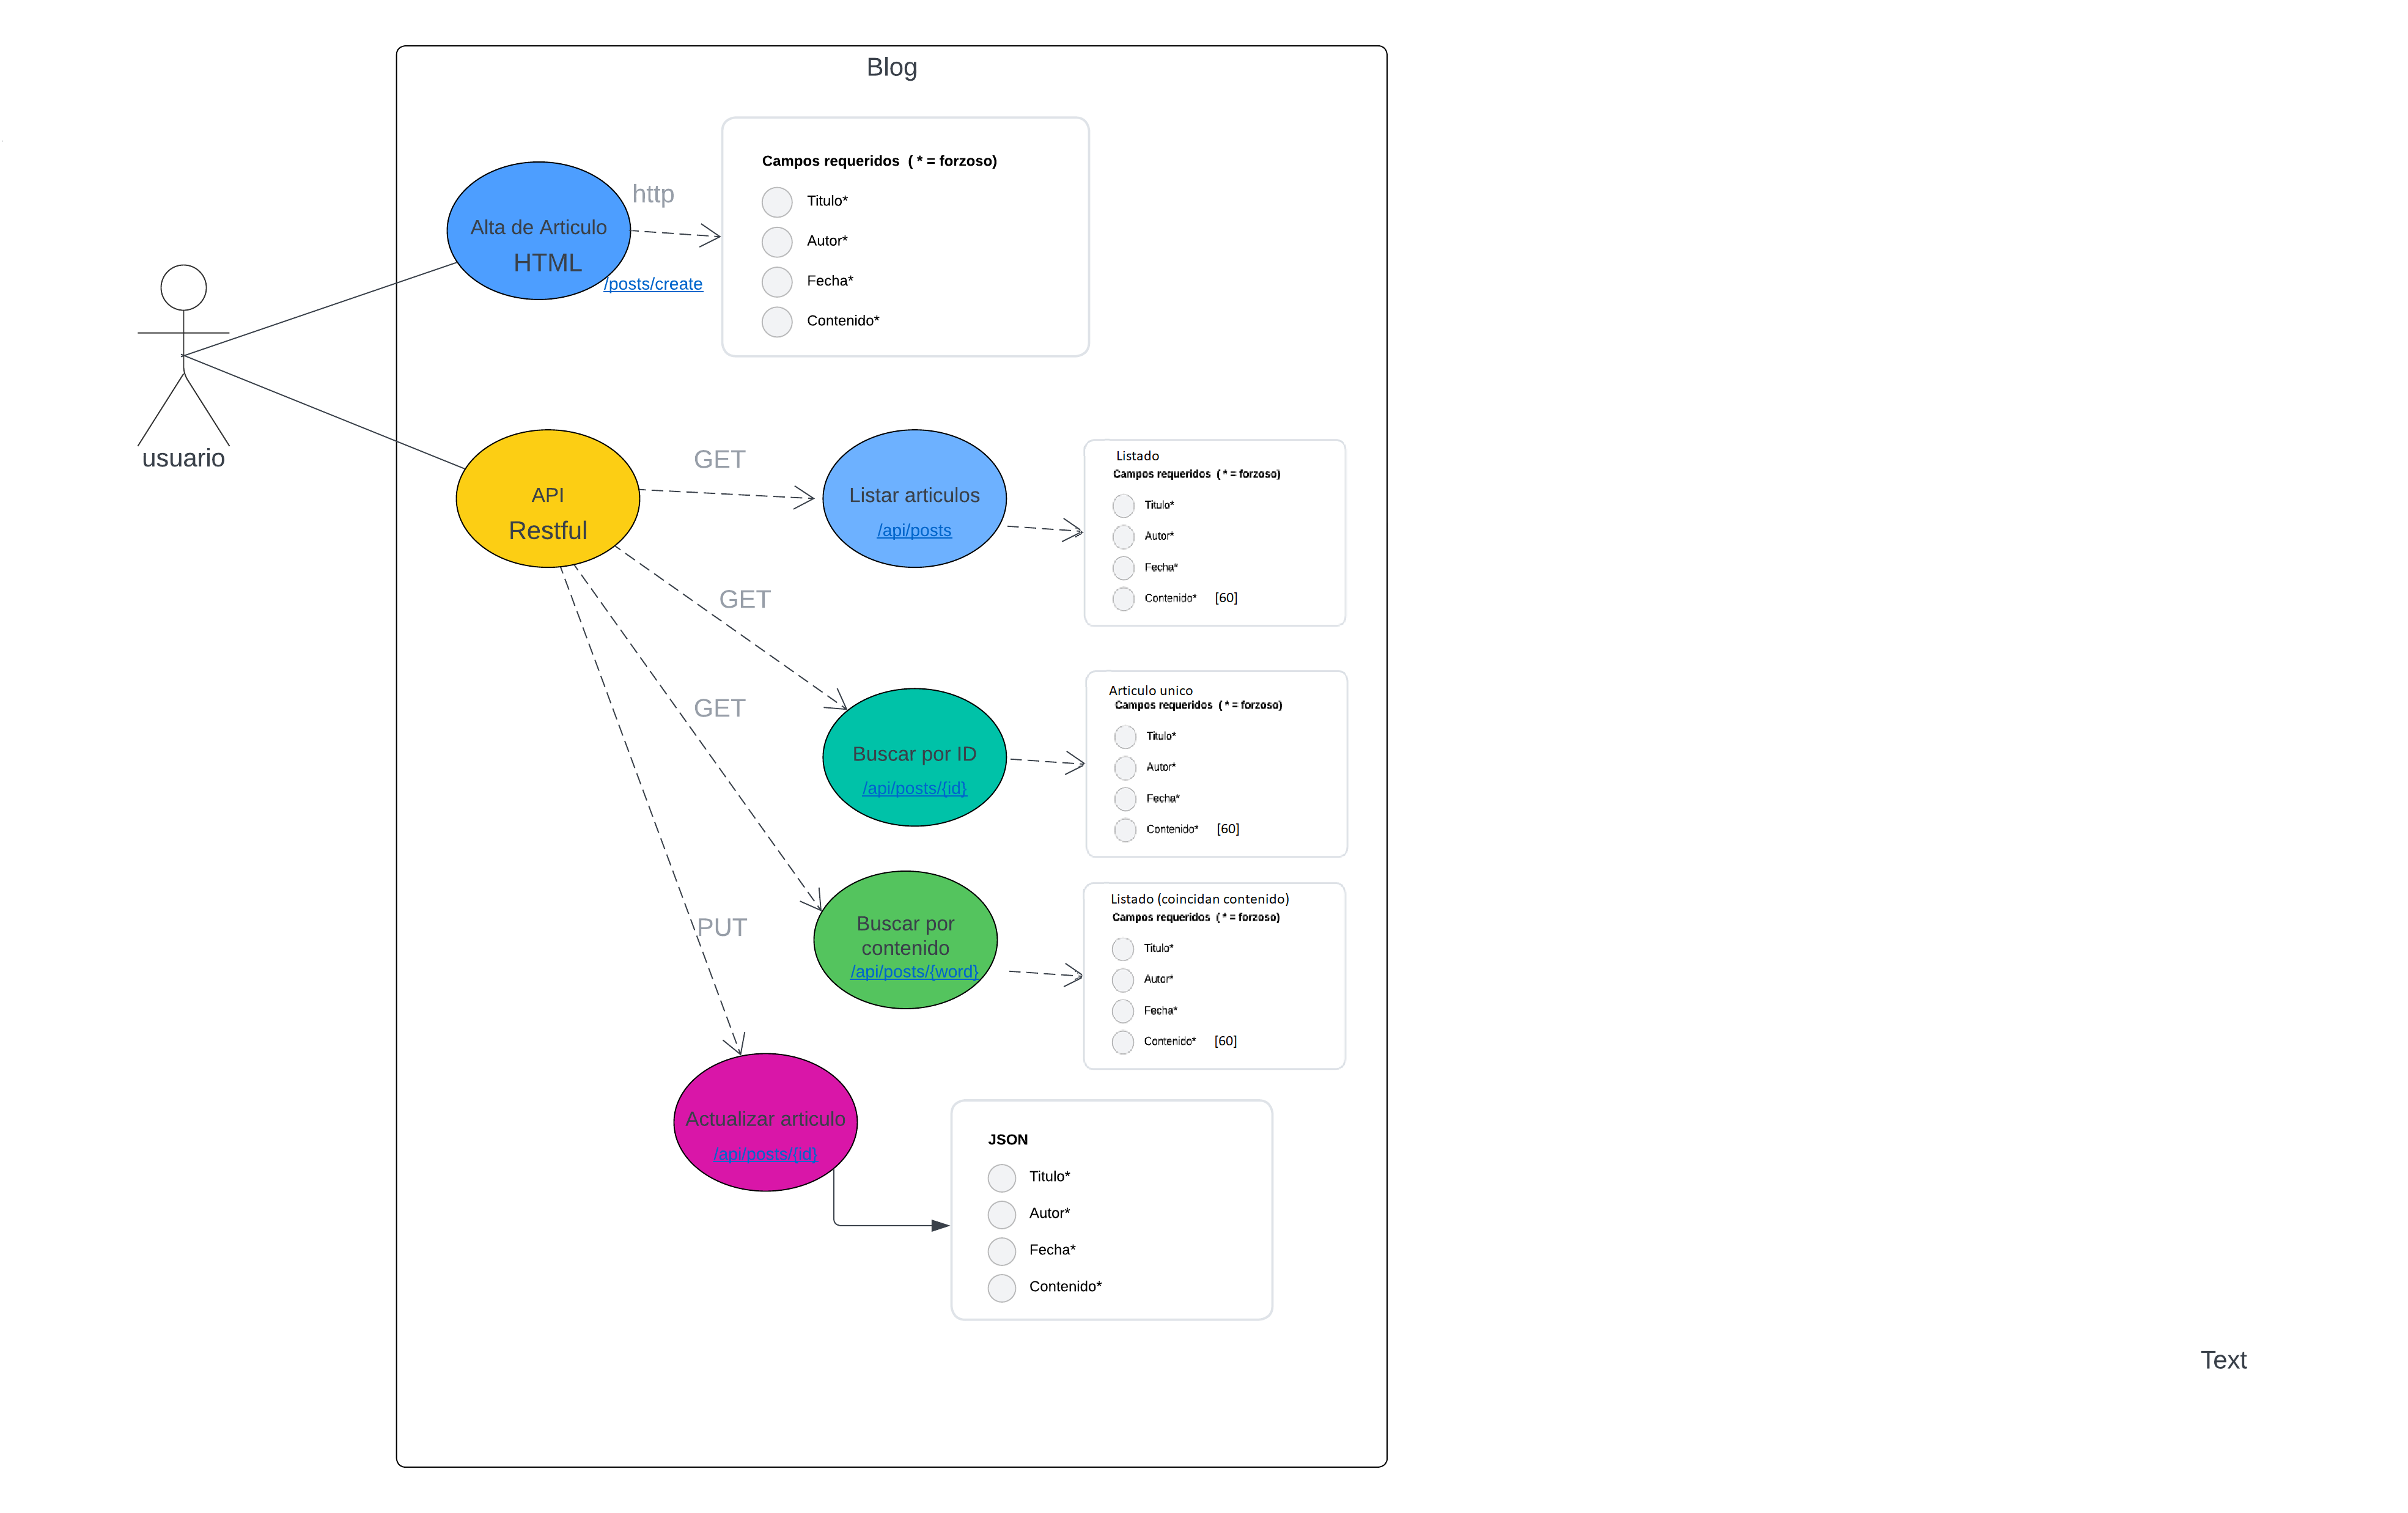 Blog
Campos requeridos ( * = forzoso)
http
Titulo*
Alta de Articulo
HTML
Autor*
/posts/create
Fecha*
Contenido*
usuario
API
Restful
GET
Listar articulos
/api/posts
Listado
Campos requeridos ( * = forzoso)
Titulo*
Autor*
Fecha*
Contenido* [60]
GET
Buscar por ID
/api/posts/{id}
Articulo unico
Campos requeridos ( * = forzoso)
Titulo*
Autor*
Fecha*
Contenido* [60]
GET
Buscar por
contenido
/api/posts/{word}
Listado (coincidan contenido)
Campos requeridos ( * = forzoso)
Titulo*
Autor*
Fecha*
Contenido* [60]
PUT
Actualizar articulo
/api/posts/{id}
JSON
Titulo*
Autor*
Fecha*
Contenido*
Text